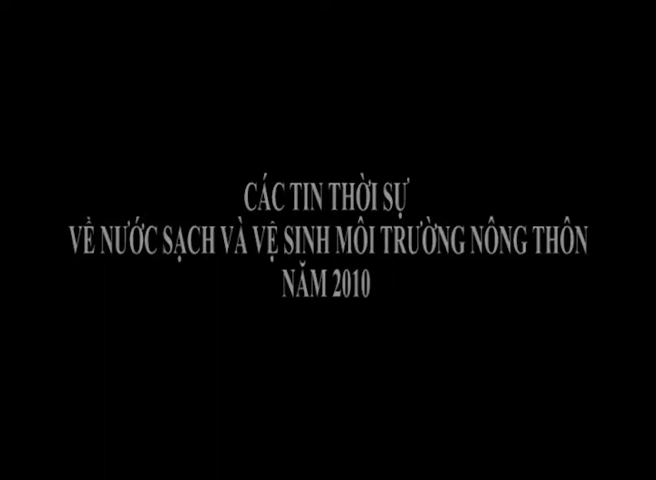 CÁC TIN THỜI SỰ
VỀ NƯỚC SẠCH VÀ VỆ SINH MÔI TRƯỜNG NÔNG THÔN
NĂM 2010